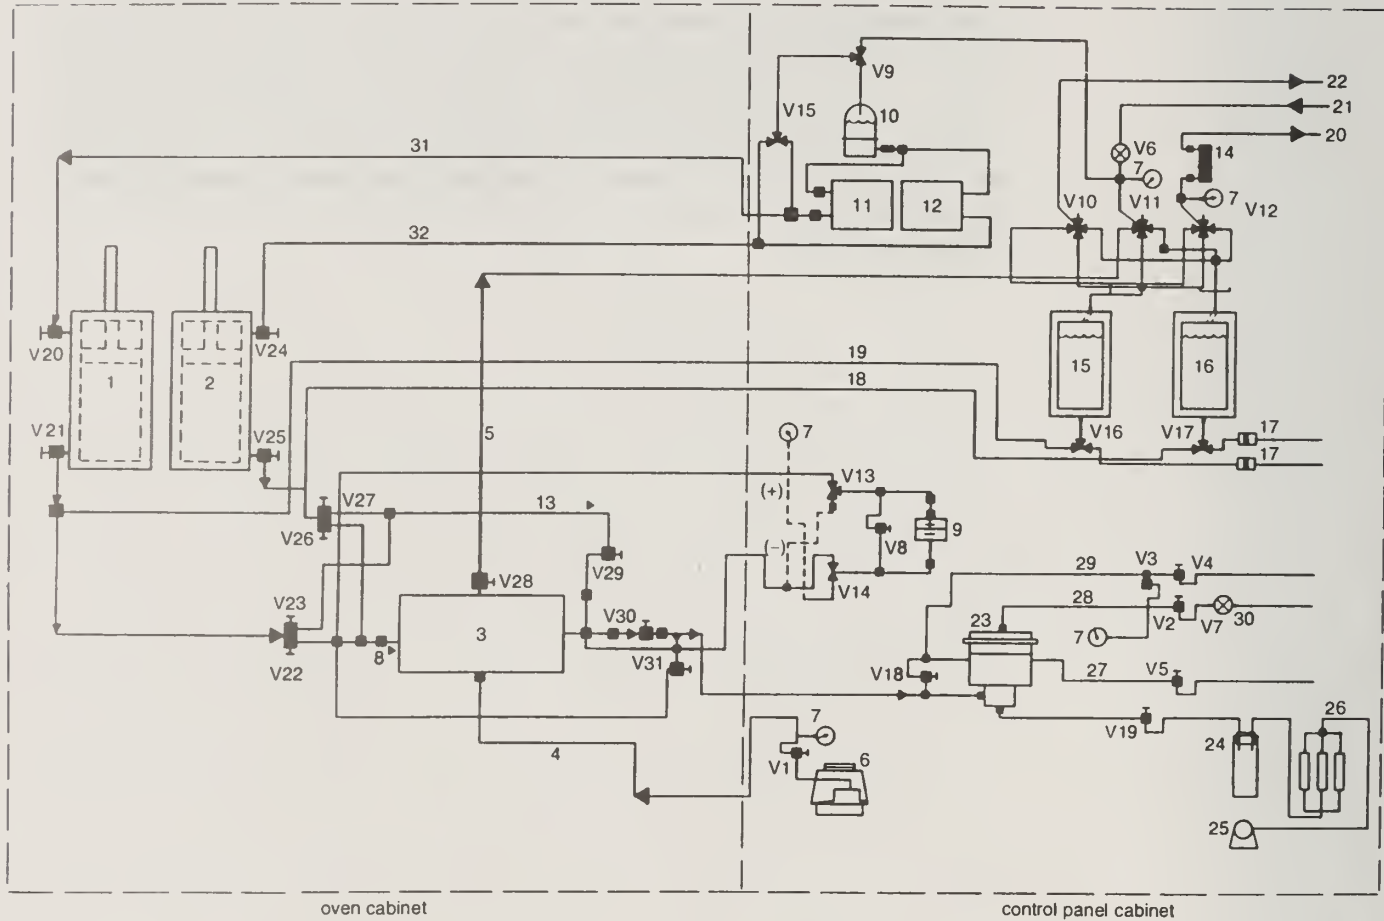 22
V9
10
V15
21
20
31
V6
14
7
7
11
12
V10
V11
V12
32
V20
V24
1
2
19
15
16
18
V21
V25
5
7
V16
V17
17
17
V27
13
(+)
V13
V26
(–)
V8
9
V28
V29
V14
29
V3
V4
28
V23
V30
23
V2
V7
30
3
7
8
V22
V31
V18
27
V5
7
V19
26
4
V1
6
24
25
oven cabinet
control panel cabinet